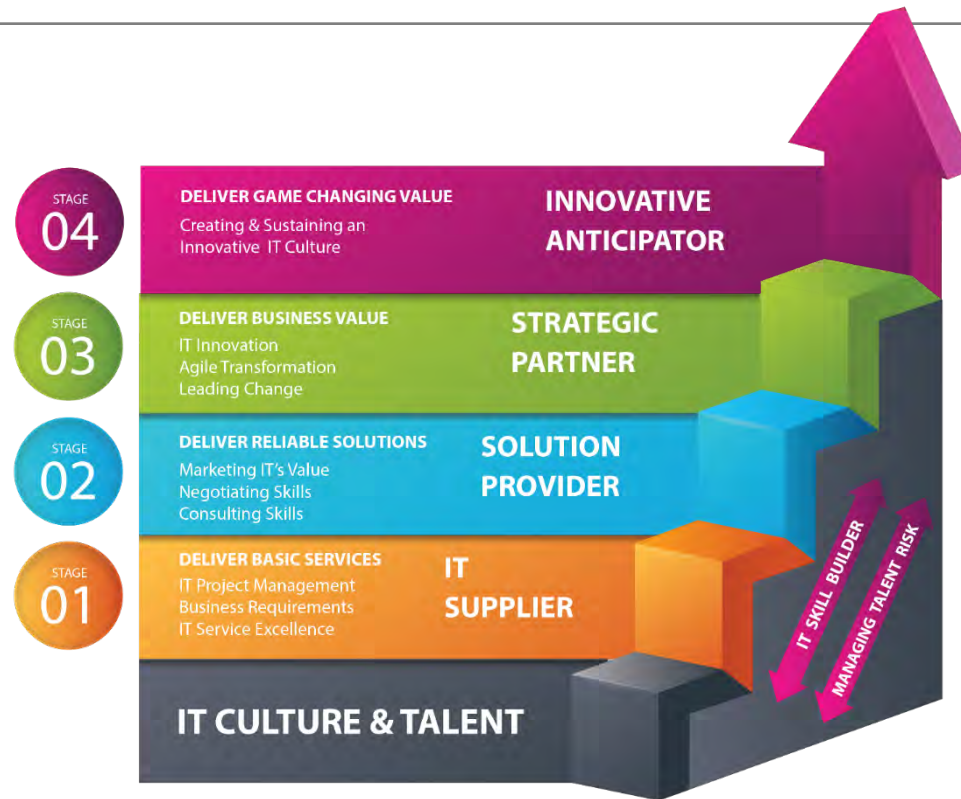 STAGE
04
DELIVER GAME CHANGING VALUE
Creating & Sustaining an
Innovative IT Culture
INNOVATIVE
ANTICIPATOR
STAGE
03
DELIVER BUSINESS VALUE
IT Innovation
Agile Transformation
Leading Change
STRATEGIC
PARTNER
STAGE
02
DELIVER RELIABLE SOLUTIONS
Marketing IT's Value
Negotiating Skills
Consulting Skills
SOLUTION
PROVIDER
STAGE
01
DELIVER BASIC SERVICES
IT Project Management
Business Requirements
IT Service Excellence
IT
SUPPLIER
IT SKILL BUILDER
MANAGING TALENT RISK
IT CULTURE & TALENT